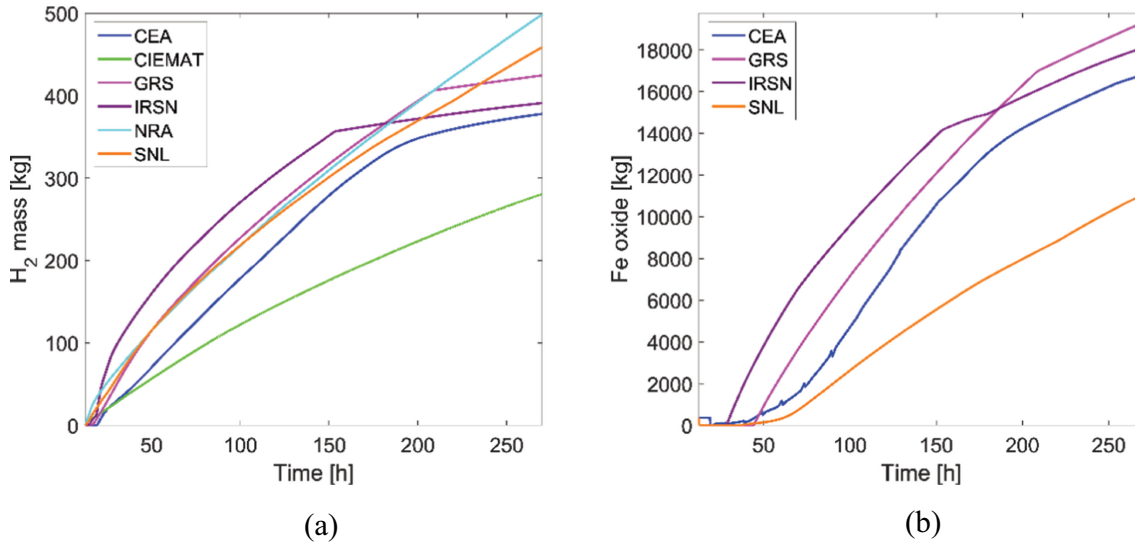 500
400
300
200
100
0
H2 mass [kg]
CEA
CIEMAT
GRS
IRSN
NRA
SNL
50 100 150 200 250
Time [h]
(a)
18000
16000
14000
12000
10000
8000
6000
4000
2000
0
Fe oxide [kg]
CEA
GRS
IRSN
SNL
50 100 150 200 250
Time [h]
(b)